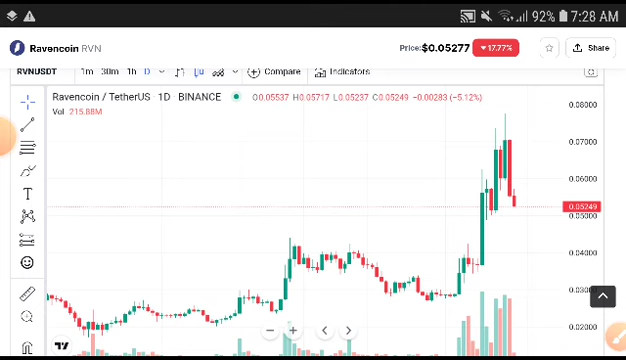 92% 7:28 AM
Ravencoin RVN Price: $0.05277 ▾17.77% Share
RVNUSDT 1m 30m 1h D Compare Indicators
Ravencoin / TetherUS 1D BINANCE O0.05537 H0.05717 L0.05237 C0.05249 −0.00283 (−5.12%)
Vol 215.88M
0.08000
0.07000
0.06000
0.05249
0.05000
0.04000
0.0300
0.02000